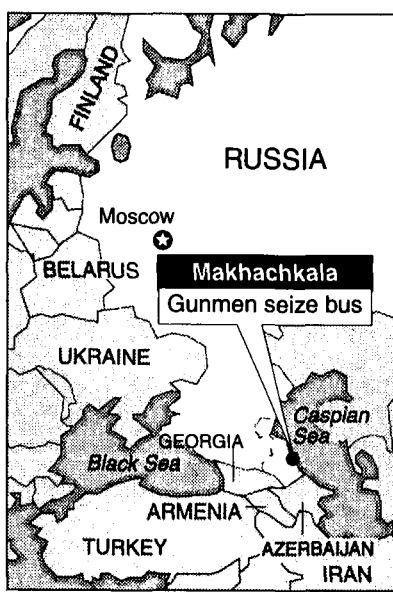 FINLAND
RUSSIA
Moscow
Makhachkala
Gunmen seize bus
BELARUS
UKRAINE
Caspian
Sea
GEORGIA
Black Sea
ARMENIA
TURKEY
AZERBAIJAN
IRAN